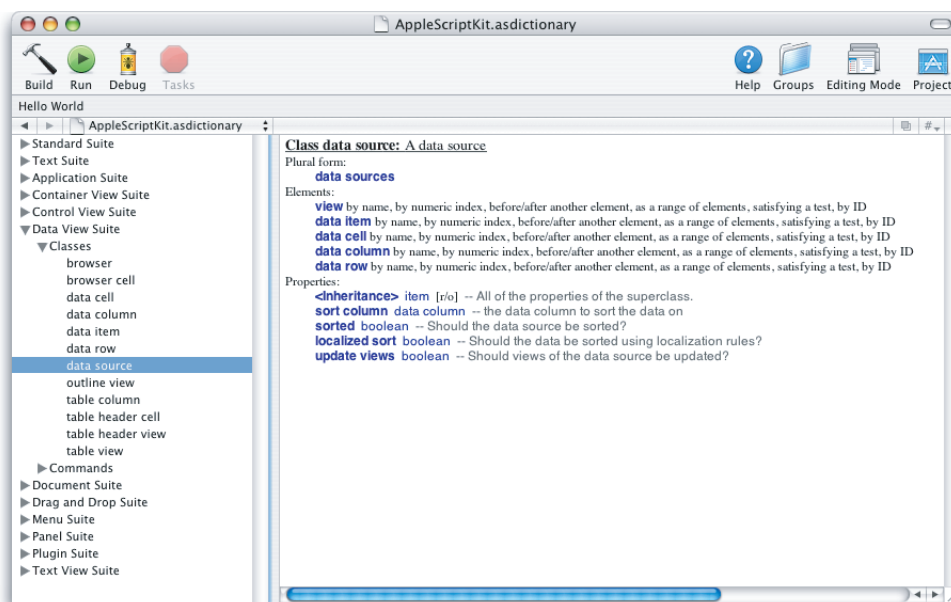 AppleScriptKit.asdictionary
Build Run Debug Tasks Help Groups Editing Mode Project
Hello World
AppleScriptKit.asdictionary #
Standard Suite
Text Suite
Application Suite
Container View Suite
Control View Suite
Data View Suite
Classes
browser
browser cell
data cell
data column
data item
data row
data source
outline view
table column
table header cell
table header view
table view
Commands
Document Suite
Drag and Drop Suite
Menu Suite
Panel Suite
Plugin Suite
Text View Suite
Class data source: A data source
Plural form:
data sources
Elements:
view by name, by numeric index, before/after another element, as a range of elements, satisfying a test, by ID
data item by name, by numeric index, before/after another element, as a range of elements, satisfying a test, by ID
data cell by name, by numeric index, before/after another element, as a range of elements, satisfying a test, by ID
data column by name, by numeric index, before/after another element, as a range of elements, satisfying a test, by ID
data row by name, by numeric index, before/after another element, as a range of elements, satisfying a test, by ID
Properties:
<Inheritance> item [r/o] -- All of the properties of the superclass.
sort column data column -- the data column to sort the data on
sorted boolean -- Should the data source be sorted?
localized sort boolean -- Should the data be sorted using localization rules?
update views boolean -- Should views of the data source be updated?